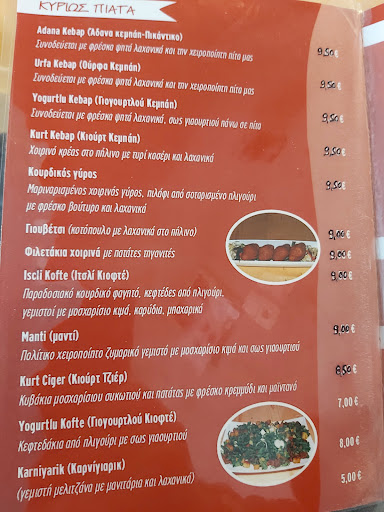 ΚΥΡΙΩΣ ΠΙΑΤΑ
Adana Kebap (Άδανα κεμπάπ-Πικάντικο)
Συνοδεύεται με φρέσκα ψητά λαχανικά και την χειροποίητη πίτα μας 9,50€
Urfa Kebap (Ούρφα Κεμπάπ)
Συνοδεύεται με φρέσκα ψητά λαχανικά και την χειροποίητη πίτα μας 9,50€
Yogurtlu Kebap (Γιογουρτλού Κεμπάπ)
Συνοδεύεται με φρέσκα ψητά λαχανικά, σως γιαουρτιού πάνω σε πίτα 9,50€
Kurt Kebap (Κιούρτ Κεμπάπ)
Χοιρινό κρέας στο πήλινο με τυρί κασέρι και λαχανικά 9,50€
Κουρδικός γύρος
Μαριναρισμένος χοιρινός γύρος, πιλάφι από σοταρισμένο πλιγούρι 9,50€
με φρέσκο βούτυρο και λαχανικά
Γιουβέτσι (κοτόπουλο με λαχανικά στο πήλινο) 9,00€
Φιλετάκια χοιρινά με πατάτες τηγανιτές 9,00€
Iscli Kofte (Ιτσλί Κιοφτέ) 9,00€
Παραδοσιακό κουρδικό φαγητό, κεφτέδες από πλιγούρι,
γεμιστοί με μοσχαρίσιο κιμά, καρύδια, μπαχαρικά
Manti (μαντί) 9,00€
Πολίτικο χειροποίητο ζυμαρικό γεμιστό με μοσχαρίσιο κιμά και σως γιαουρτιού
Kurt Ciger (Κιούρτ Τζιέρ) 8,50€
Κυβάκια μοσχαρίσιου συκωτιού και πατάτας με φρέσκο κρεμμύδι και μαϊντανό
Yogurtlu Kofte (Γιογουρτλού Κιοφτέ) 7,00€
Κεφτεδάκια από πλιγούρι με σως γιαουρτιού
Karniyarik (Καρνίγιαρικ) 8,00€
(γεμιστή μελιτζάνα με μανιτάρια και λαχανικά) 5,00€